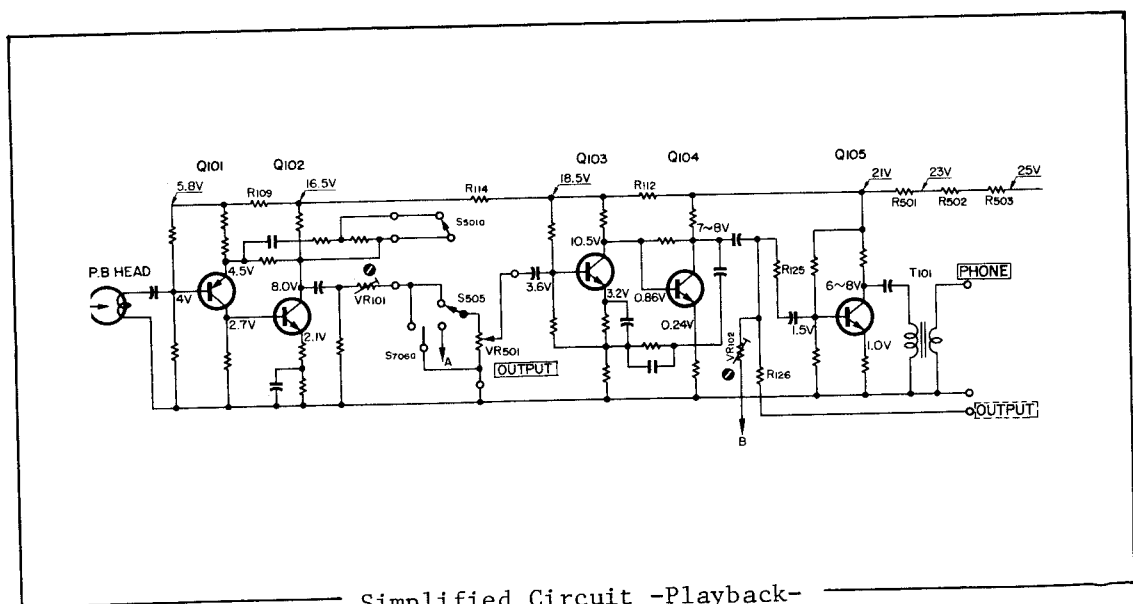 Q101 Q102 Q103 Q104 Q105
5.8V R109 16.5V R114 18.5V R112 21V 23V 25V
R501 R502 R503
S501a
7~8V
10.5V
P.B HEAD 4.5V T101 PHONE
4V 8.0V VR101 S505 3.6V 3.2V 0.86V R125 6~8V
2.7V 1.5V
2.1V S706a A VR501 0.24V VR102 1.0V
OUTPUT R126
B OUTPUT
Simplified Circuit -Playback-